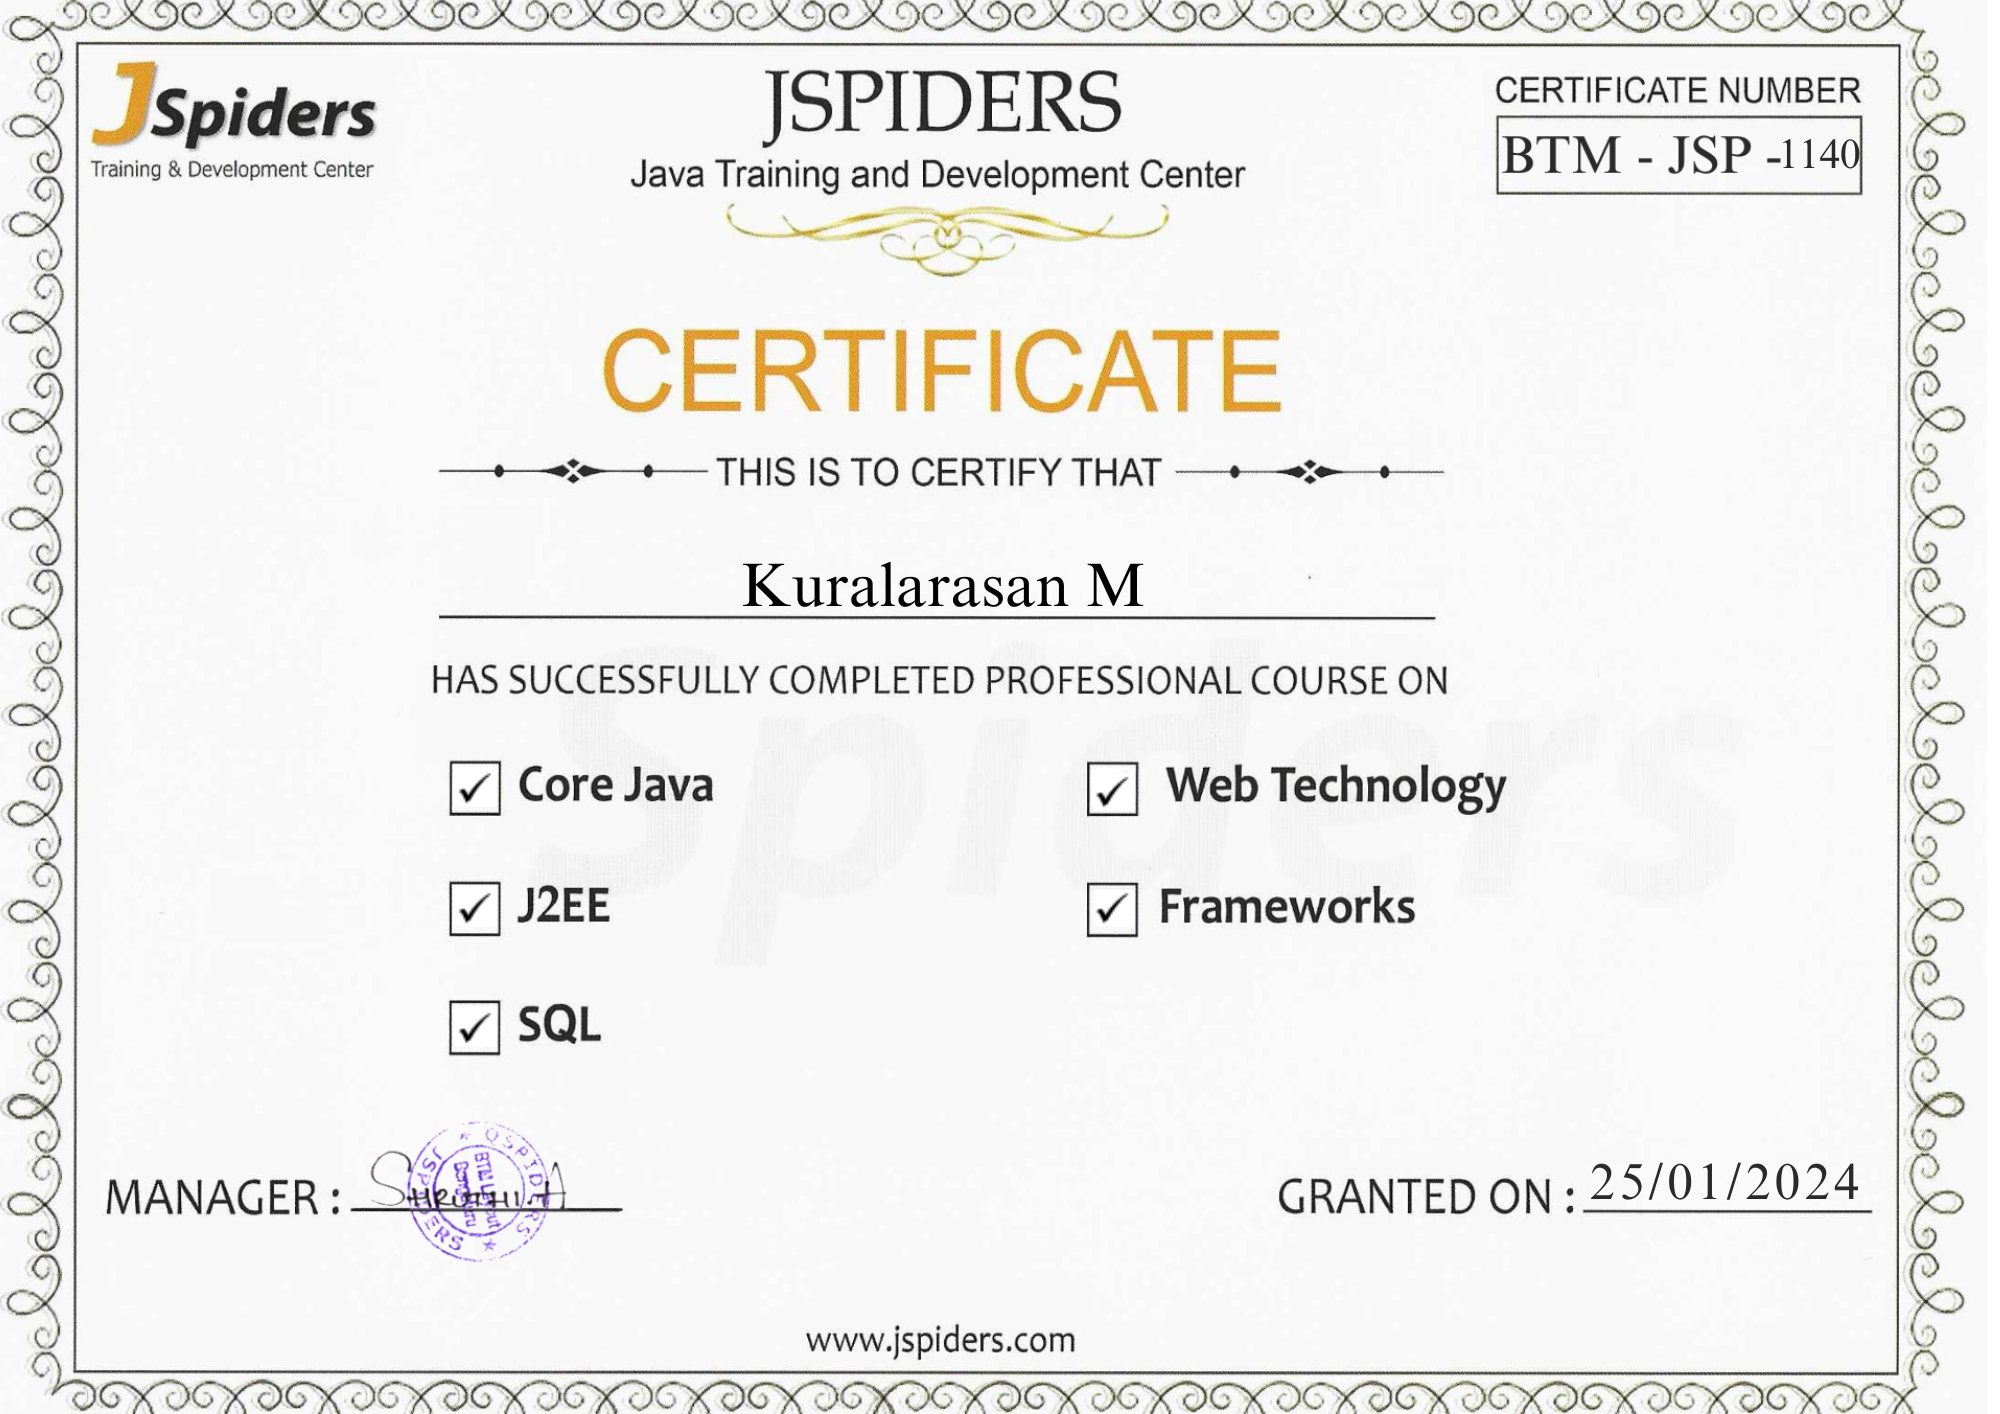 JSpiders
Training & Development Center
JSPIDERS
Java Training and Development Center
CERTIFICATE NUMBER
BTM - JSP -1140
CERTIFICATE
THIS IS TO CERTIFY THAT
Kuralarasan M
HAS SUCCESSFULLY COMPLETED PROFESSIONAL COURSE ON
Spiders
✓ Core Java
✓ Web Technology
✓ J2EE
✓ Frameworks
✓ SQL
MANAGER :
SHRUTHI A
* QSPIDERS * JSPIDERS
BTM Layout
Bengaluru
GRANTED ON : 25/01/2024
www.jspiders.com